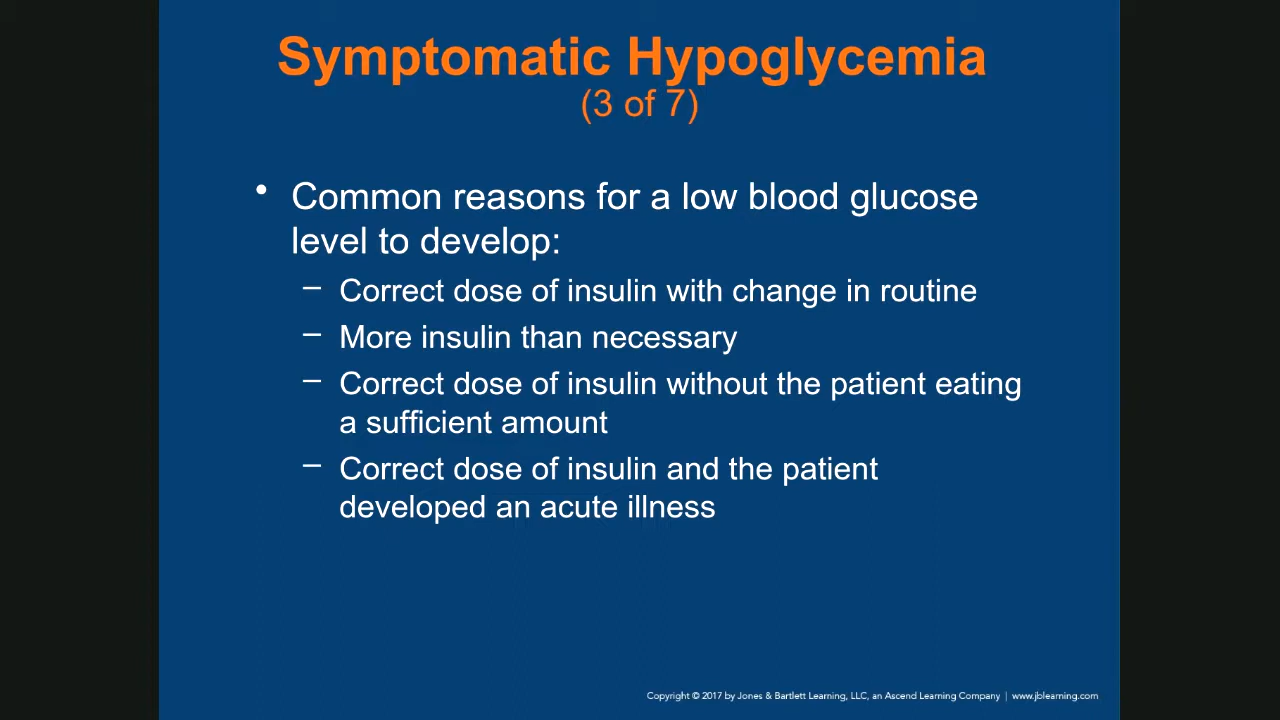 Symptomatic Hypoglycemia
(3 of 7)
• Common reasons for a low blood glucose
level to develop:
– Correct dose of insulin with change in routine
– More insulin than necessary
– Correct dose of insulin without the patient eating
a sufficient amount
– Correct dose of insulin and the patient
developed an acute illness
Copyright © 2017 by Jones & Bartlett Learning, LLC, an Ascend Learning Company | www.jblearning.com